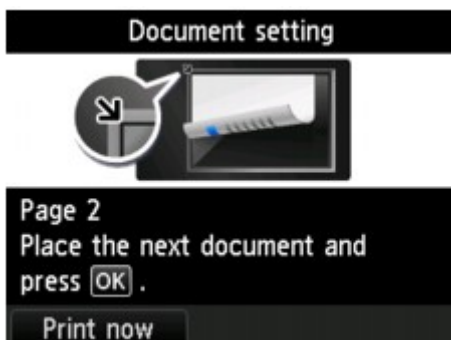 Document setting
Page 2
Place the next document and
press OK .
Print now